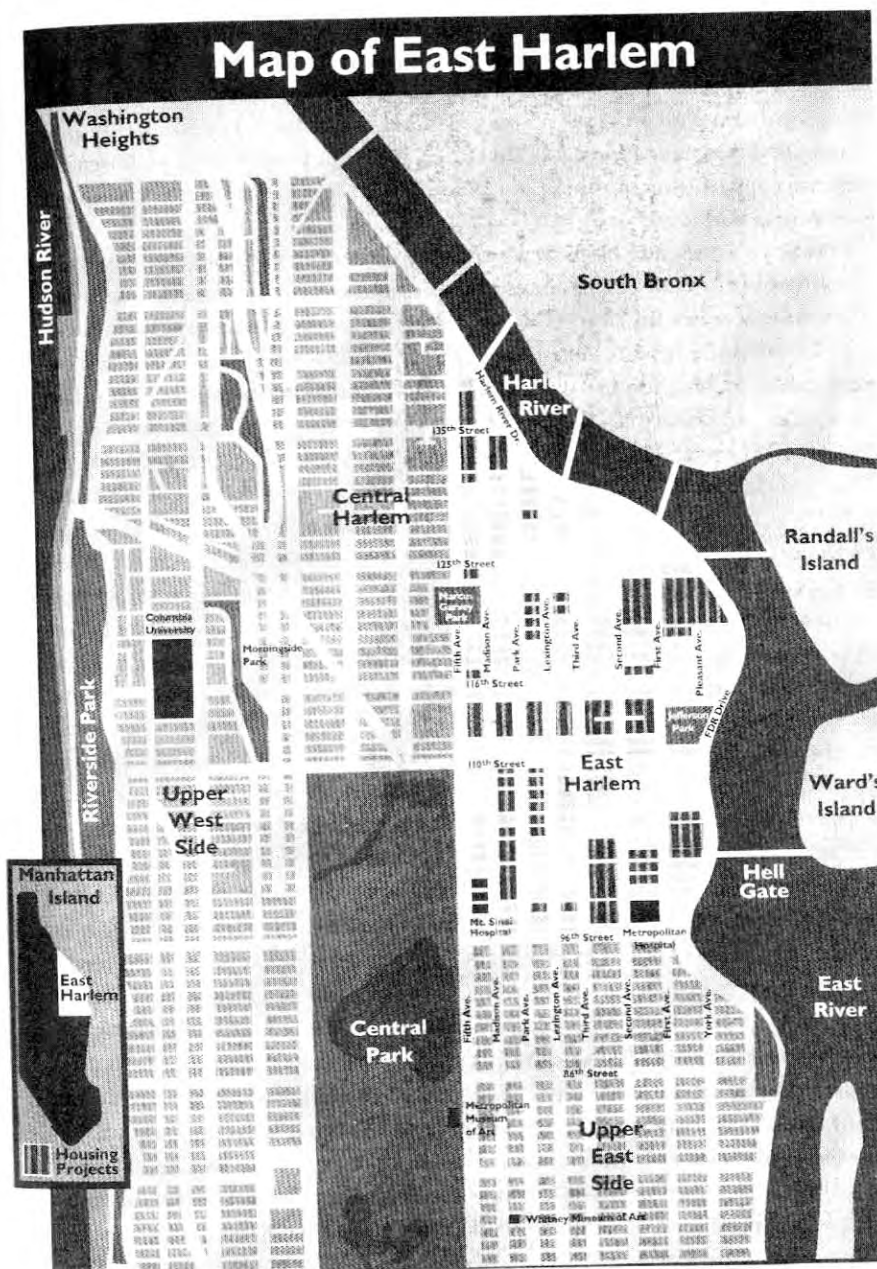 Map of East Harlem
Washington
Heights
Hudson River
South Bronx
Harlem
River
Harlem River Dr.
135th Street
Central
Harlem
Randall's
Island
125th Street
Columbia
University
Morningside
Park
Fifth Ave.
Madison Ave.
Park Ave.
Lexington Ave.
Third Ave.
Second Ave.
First Ave.
Pleasant Ave.
116th Street
Park
FDR Drive
Riverside Park
110th Street
East
Harlem
Upper
West
Side
Ward's
Island
Hell
Gate
Manhattan
Island
East
Harlem
Housing
Projects
Mt. Sinai
Hospital
96th Street
Metropolitan
Hospital
East
River
Central
Park
Fifth Ave.
Madison Ave.
Park Ave.
Lexington Ave.
Third Ave.
Second Ave.
First Ave.
York Ave.
86th Street
Metropolitan
Museum
of Art
Upper
East
Side
Whitney Museum of Art